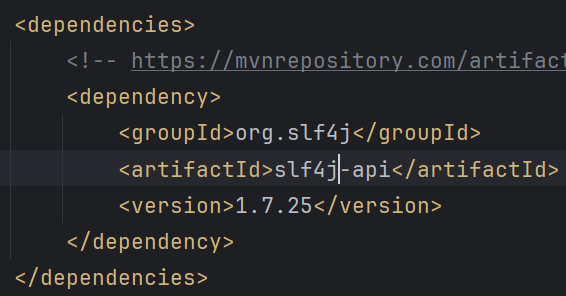 <dependencies>
<!-- https://mvnrepository.com/artifact
<dependency>
<groupId>org.slf4j</groupId>
<artifactId>slf4j-api</artifactId>
<version>1.7.25</version>
</dependency>
</dependencies>